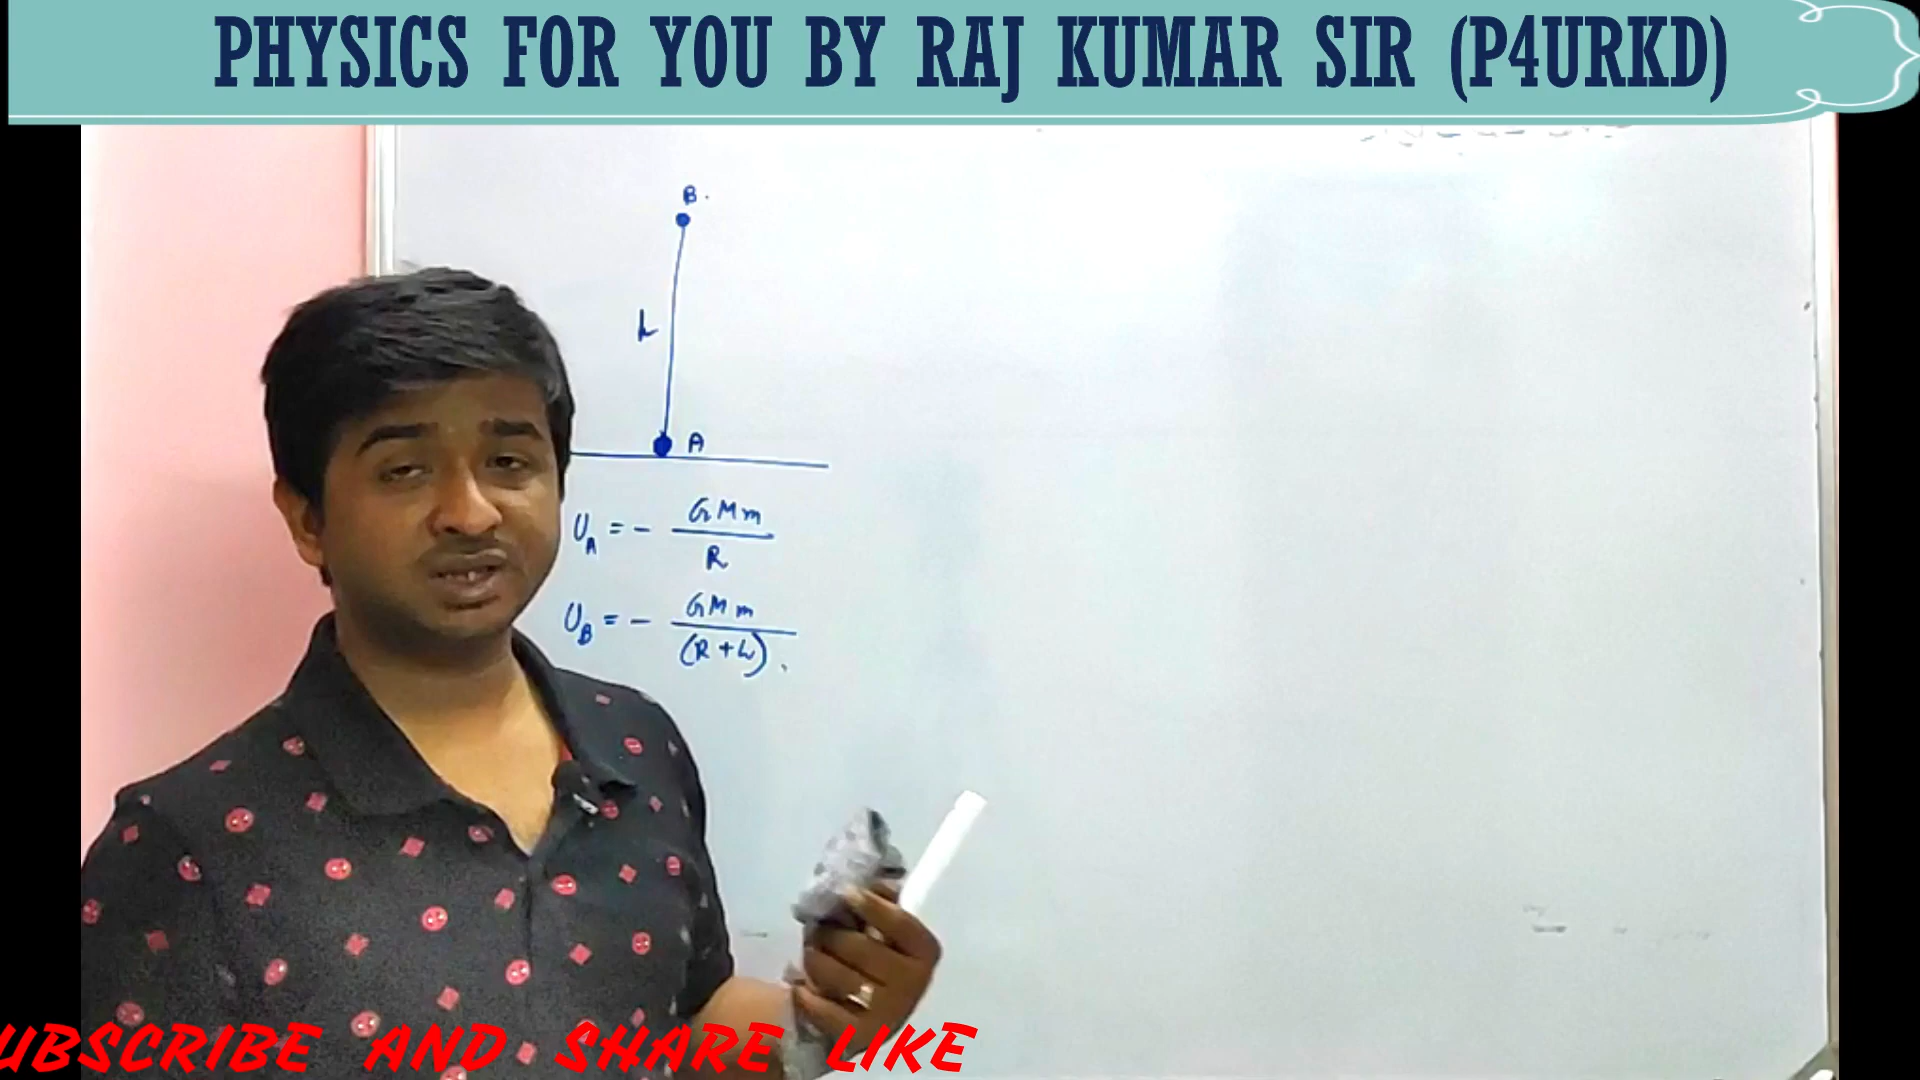 PHYSICS FOR YOU BY RAJ KUMAR SIR (P4URKD)
B.
h
A
U_A = - GMm / R
U_B = - GMm / (R+h).
UBSCRIBE AND SHARE LIKE